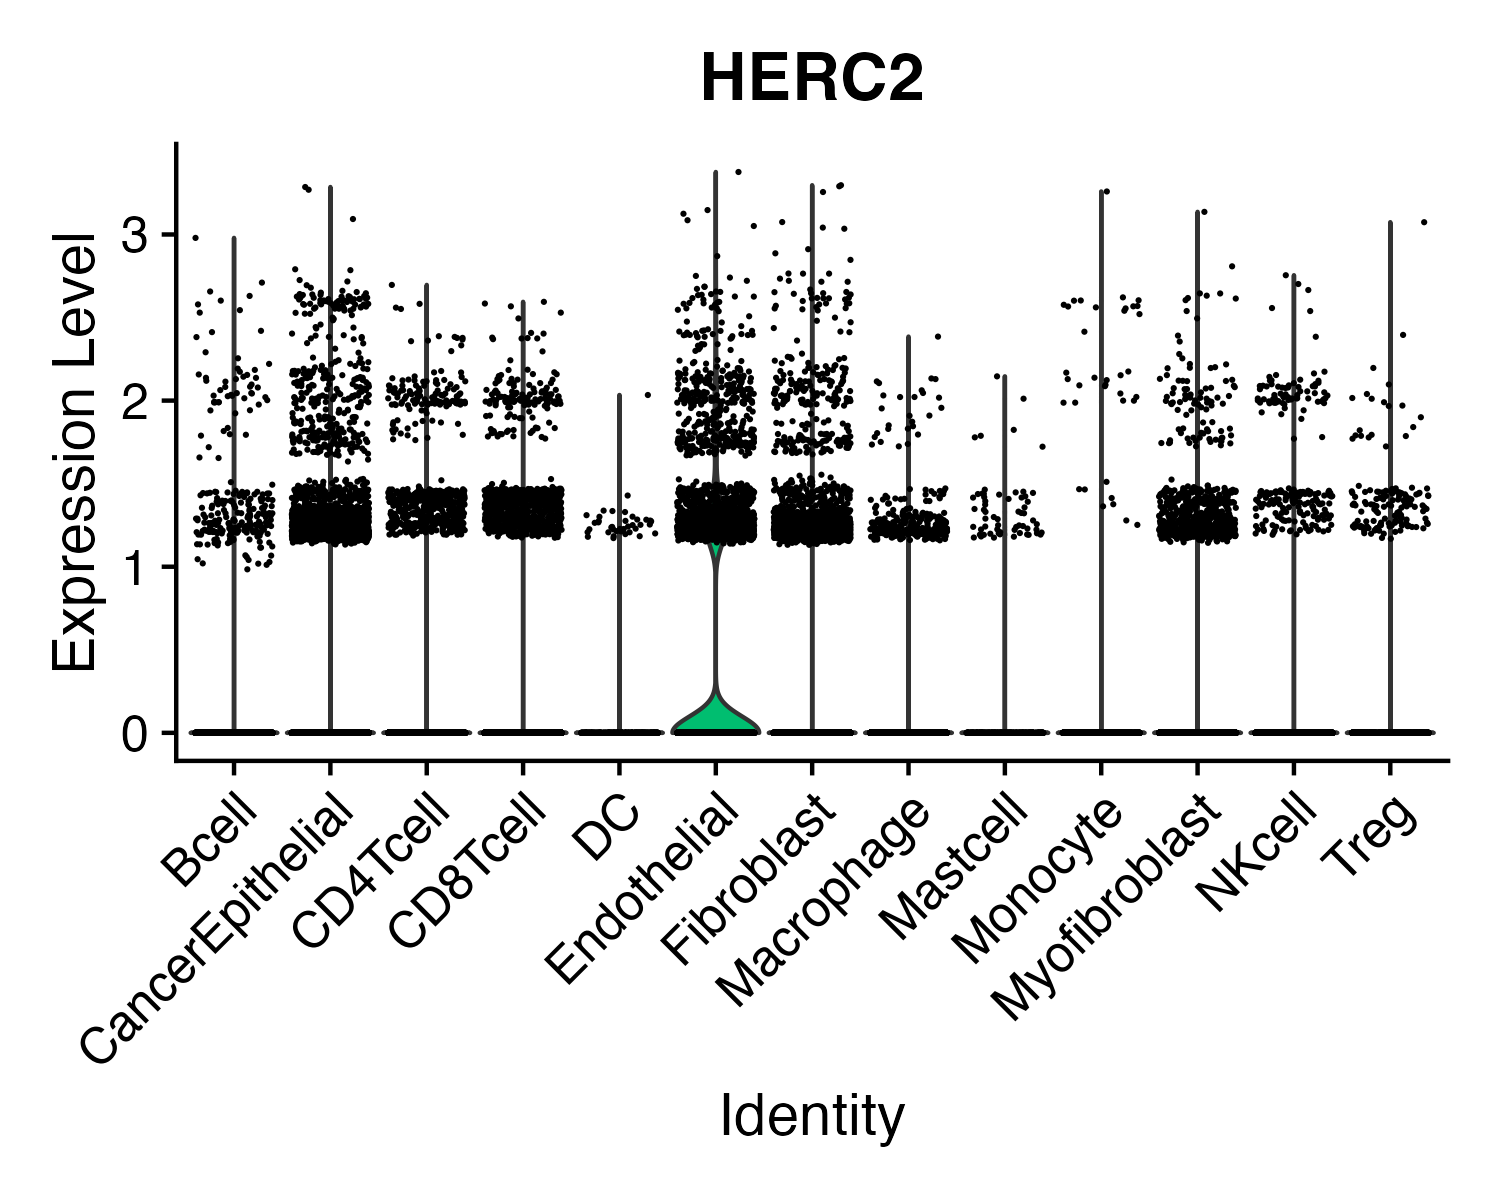 HERC2
Expression Level
3
2
1
0
Bcell
CancerEpithelial
CD4Tcell
CD8Tcell
DC
Endothelial
Fibroblast
Macrophage
Mastcell
Monocyte
Myofibroblast
NKcell
Treg
Identity